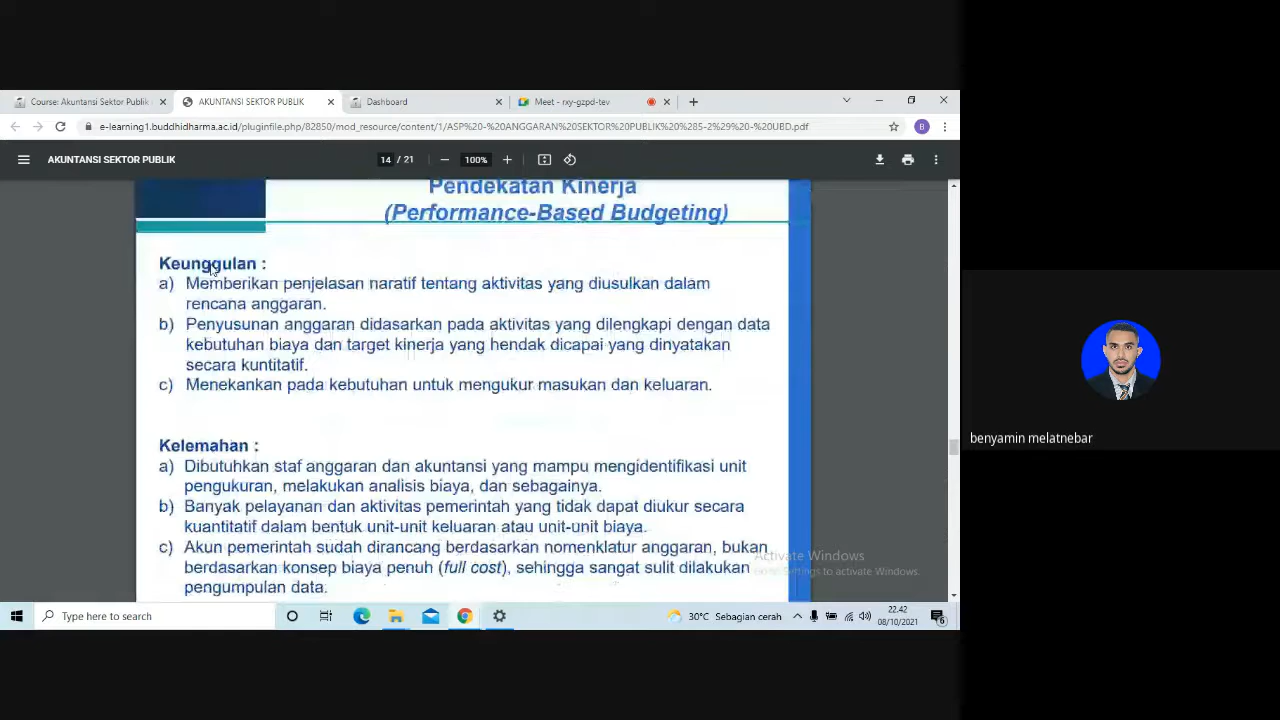 Course: Akuntansi Sektor Publik
AKUNTANSI SEKTOR PUBLIK
Dashboard
Meet - rxy-gzpd-tev
e-learning1.buddhidharma.ac.id/pluginfile.php/82850/mod_resource/content/1/ASP%20-%20ANGGARAN%20SEKTOR%20PUBLIK%20%285-2%29%20-%20UBD.pdf
B
AKUNTANSI SEKTOR PUBLIK
14 / 21
100%
Pendekatan Kinerja
(Performance-Based Budgeting)
Keunggulan :
a) Memberikan penjelasan naratif tentang aktivitas yang diusulkan dalam
rencana anggaran.
b) Penyusunan anggaran didasarkan pada aktivitas yang dilengkapi dengan data
kebutuhan biaya dan target kinerja yang hendak dicapai yang dinyatakan
secara kuntitatif.
c) Menekankan pada kebutuhan untuk mengukur masukan dan keluaran.
Kelemahan :
a) Dibutuhkan staf anggaran dan akuntansi yang mampu mengidentifikasi unit
pengukuran, melakukan analisis biaya, dan sebagainya.
b) Banyak pelayanan dan aktivitas pemerintah yang tidak dapat diukur secara
kuantitatif dalam bentuk unit-unit keluaran atau unit-unit biaya.
c) Akun pemerintah sudah dirancang berdasarkan nomenklatur anggaran, bukan
berdasarkan konsep biaya penuh (full cost), sehingga sangat sulit dilakukan
pengumpulan data.
Activate Windows
Go to Settings to activate Windows.
benyamin melatnebar
Type here to search
30°C Sebagian cerah
22.42
08/10/2021
6